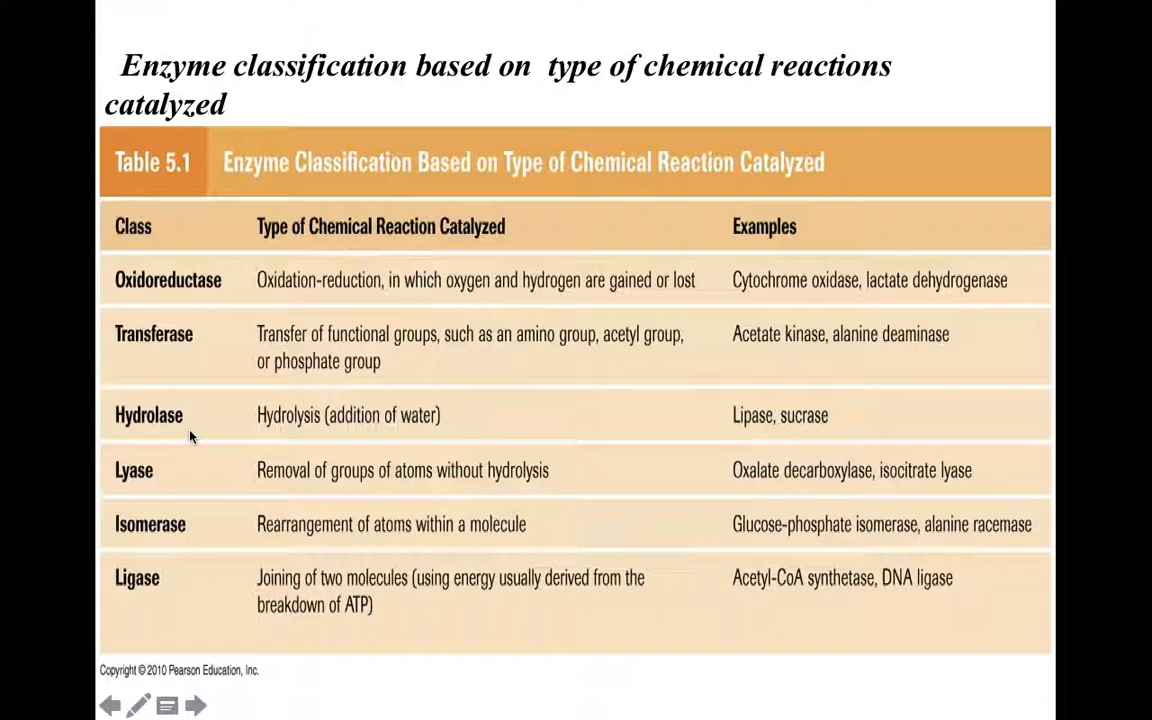 Enzyme classification based on type of chemical reactions
catalyzed
Table 5.1 Enzyme Classification Based on Type of Chemical Reaction Catalyzed
Class Type of Chemical Reaction Catalyzed Examples
Oxidoreductase Oxidation-reduction, in which oxygen and hydrogen are gained or lost Cytochrome oxidase, lactate dehydrogenase
Transferase Transfer of functional groups, such as an amino group, acetyl group, Acetate kinase, alanine deaminase
or phosphate group
Hydrolase Hydrolysis (addition of water) Lipase, sucrase
Lyase Removal of groups of atoms without hydrolysis Oxalate decarboxylase, isocitrate lyase
Isomerase Rearrangement of atoms within a molecule Glucose-phosphate isomerase, alanine racemase
Ligase Joining of two molecules (using energy usually derived from the Acetyl-CoA synthetase, DNA ligase
breakdown of ATP)
Copyright © 2010 Pearson Education, Inc.